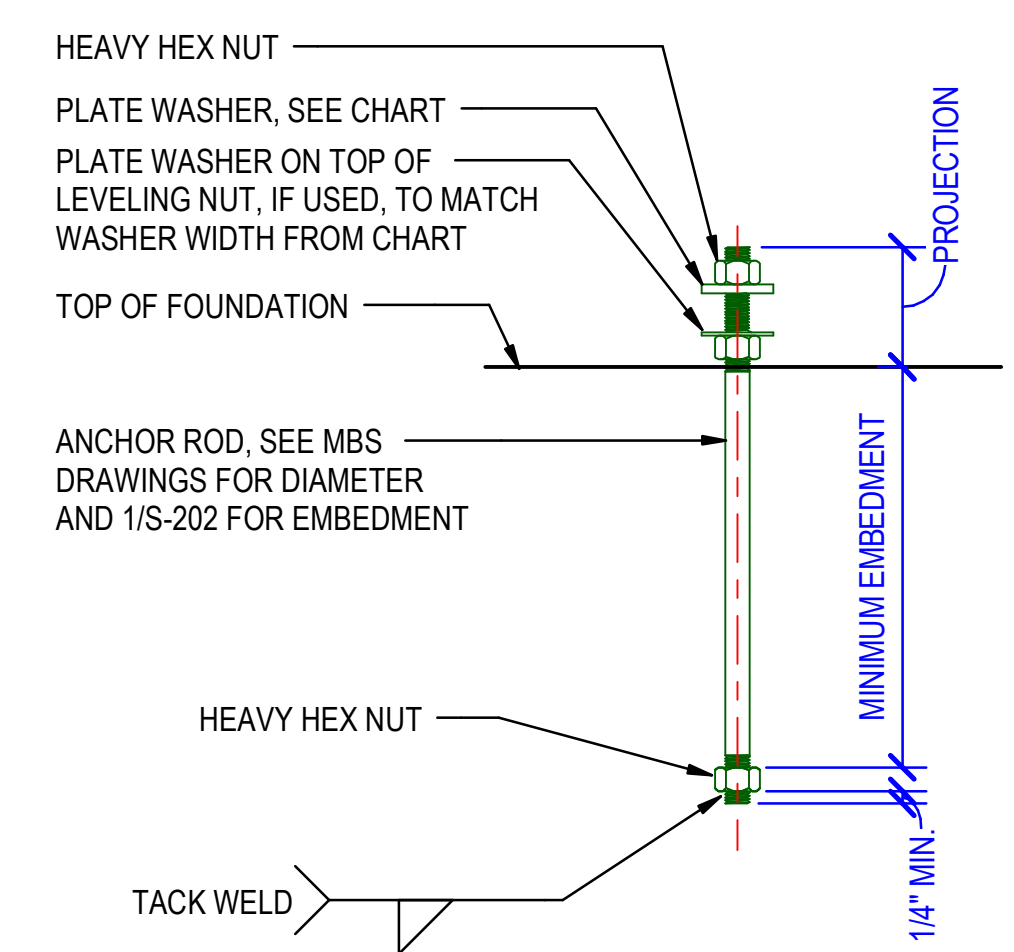 HEAVY HEX NUT
PLATE WASHER, SEE CHART
PLATE WASHER ON TOP OF
LEVELING NUT, IF USED, TO MATCH
WASHER WIDTH FROM CHART
TOP OF FOUNDATION
ANCHOR ROD, SEE MBS
DRAWINGS FOR DIAMETER
AND 1/S-202 FOR EMBEDMENT
HEAVY HEX NUT
TACK WELD
PROJECTION
MINIMUM EMBEDMENT
1/4" MIN.